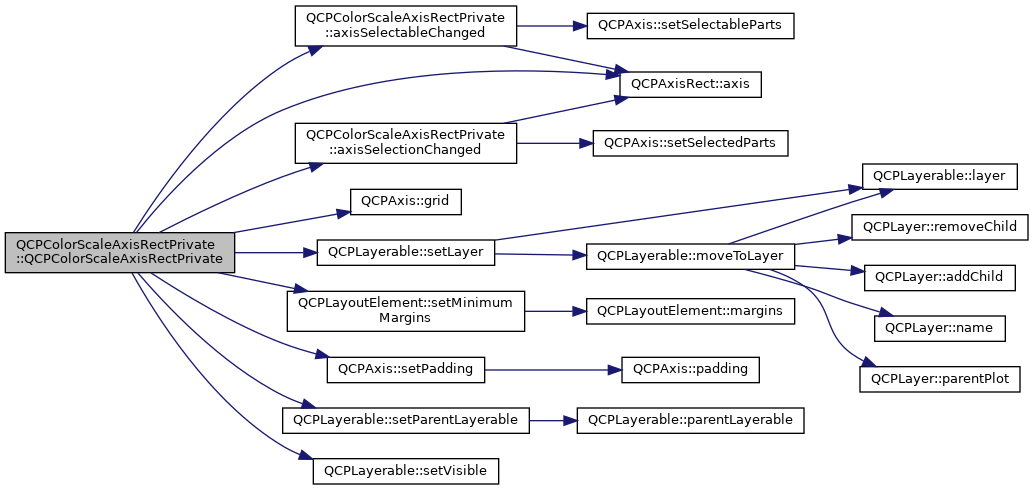 QCPColorScaleAxisRectPrivate
::QCPColorScaleAxisRectPrivate
QCPColorScaleAxisRectPrivate
::axisSelectableChanged
QCPAxis::setSelectableParts
QCPAxisRect::axis
QCPColorScaleAxisRectPrivate
::axisSelectionChanged
QCPAxis::setSelectedParts
QCPAxis::grid
QCPLayerable::setLayer
QCPLayerable::layer
QCPLayerable::moveToLayer
QCPLayer::removeChild
QCPLayer::addChild
QCPLayer::name
QCPLayer::parentPlot
QCPLayoutElement::setMinimum
Margins
QCPLayoutElement::margins
QCPAxis::setPadding
QCPAxis::padding
QCPLayerable::setParentLayerable
QCPLayerable::parentLayerable
QCPLayerable::setVisible